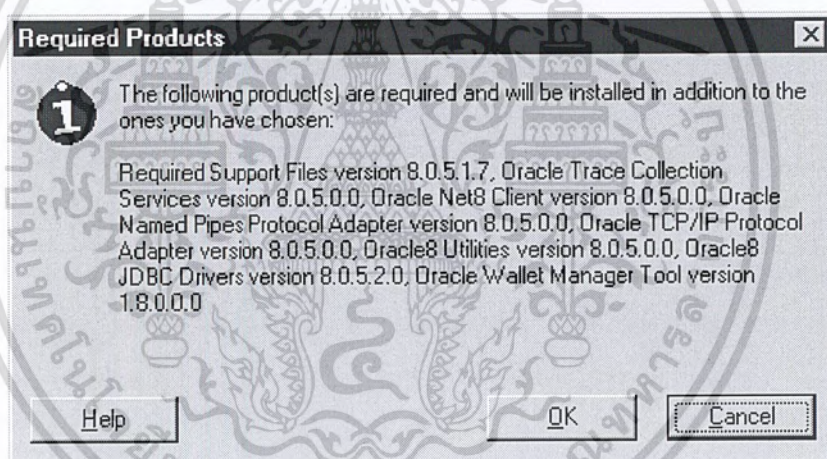 Required Products
The following product(s) are required and will be installed in addition to the
ones you have chosen:
Required Support Files version 8.0.5.1.7, Oracle Trace Collection
Services version 8.0.5.0.0, Oracle Net8 Client version 8.0.5.0.0, Oracle
Named Pipes Protocol Adapter version 8.0.5.0.0, Oracle TCP/IP Protocol
Adapter version 8.0.5.0.0, Oracle8 Utilities version 8.0.5.0.0, Oracle8
JDBC Drivers version 8.0.5.2.0, Oracle Wallet Manager Tool version
1.8.0.0.0
Help
OK
Cancel